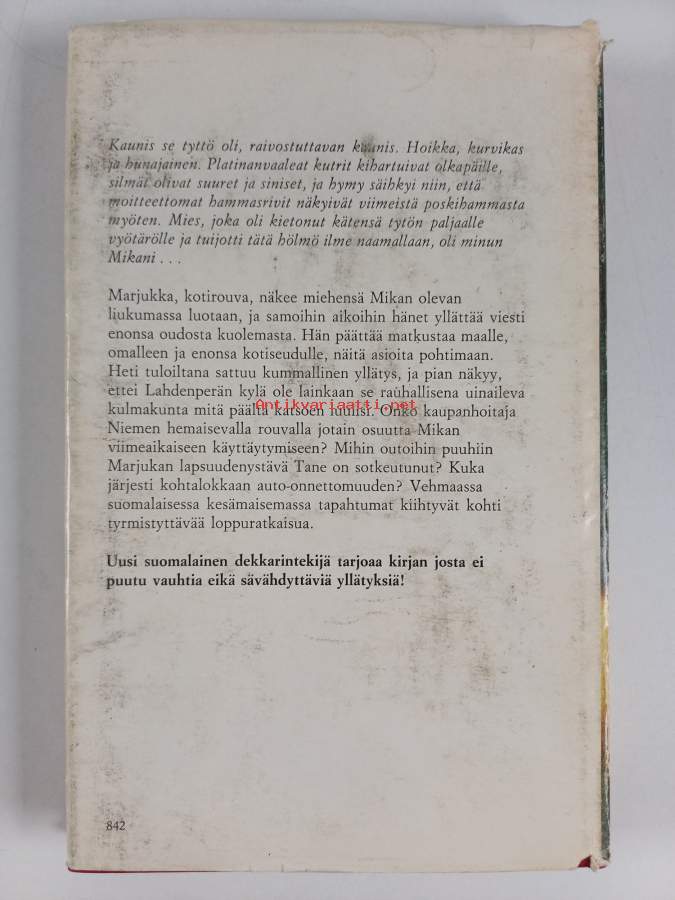 Kaunis se tyttö oli, raivostuttavan kaunis. Hoikka, kurvikas
ja hunajainen. Platinanvaaleat kutrit kihartuivat olkapäille,
silmät olivat suuret ja siniset, ja hymy säihkyi niin, että
moitteettomat hammasrivit näkyivät viimeistä poskihammasta
myöten. Mies, joka oli kietonut kätensä tytön paljaalle
vyötärölle ja tuijotti tätä hölmö ilme naamallaan, oli minun
Mikani . . .
Marjukka, kotirouva, näkee miehensä Mikan olevan
liukumassa luotaan, ja samoihin aikoihin hänet yllättää viesti
enonsa oudosta kuolemasta. Hän päättää matkustaa maalle,
omalleen ja enonsa kotiseudulle, näitä asioita pohtimaan.
Heti tuloiltana sattuu kummallinen yllätys, ja pian näkyy,
ettei Lahdenperän kylä ole lainkaan se rauhallisena uinaileva
kulmakunta mitä päältä katsoen luulisi. Onko kaupanhoitaja
Antikvariaatti.net
Niemen hemaisevalla rouvalla jotain osuutta Mikan
viimeaikaiseen käyttäytymiseen? Mihin outoihin puuhiin
Marjukan lapsuudenystävä Tane on sotkeutunut? Kuka
järjesti kohtalokkaan auto-onnettomuuden? Vehmaassa
suomalaisessa kesämaisemassa tapahtumat kiihtyvät kohti
tyrmistyttävää loppuratkaisua.
Uusi suomalainen dekkarintekijä tarjoaa kirjan josta ei
puutu vauhtia eikä sävähdyttäviä yllätyksiä!
842